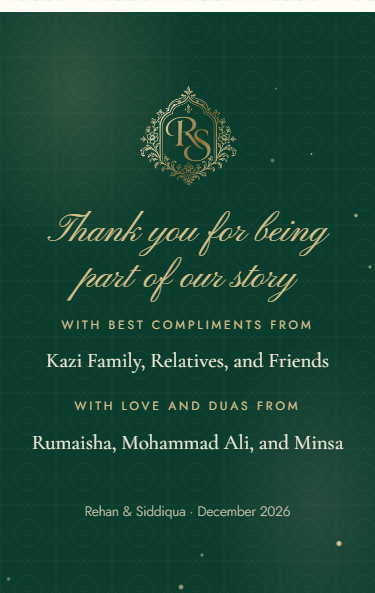 RS
Thank you for being
part of our story
WITH BEST COMPLIMENTS FROM
Kazi Family, Relatives, and Friends
WITH LOVE AND DUAS FROM
Rumaisha, Mohammad Ali, and Minsa
Rehan & Siddiqua · December 2026